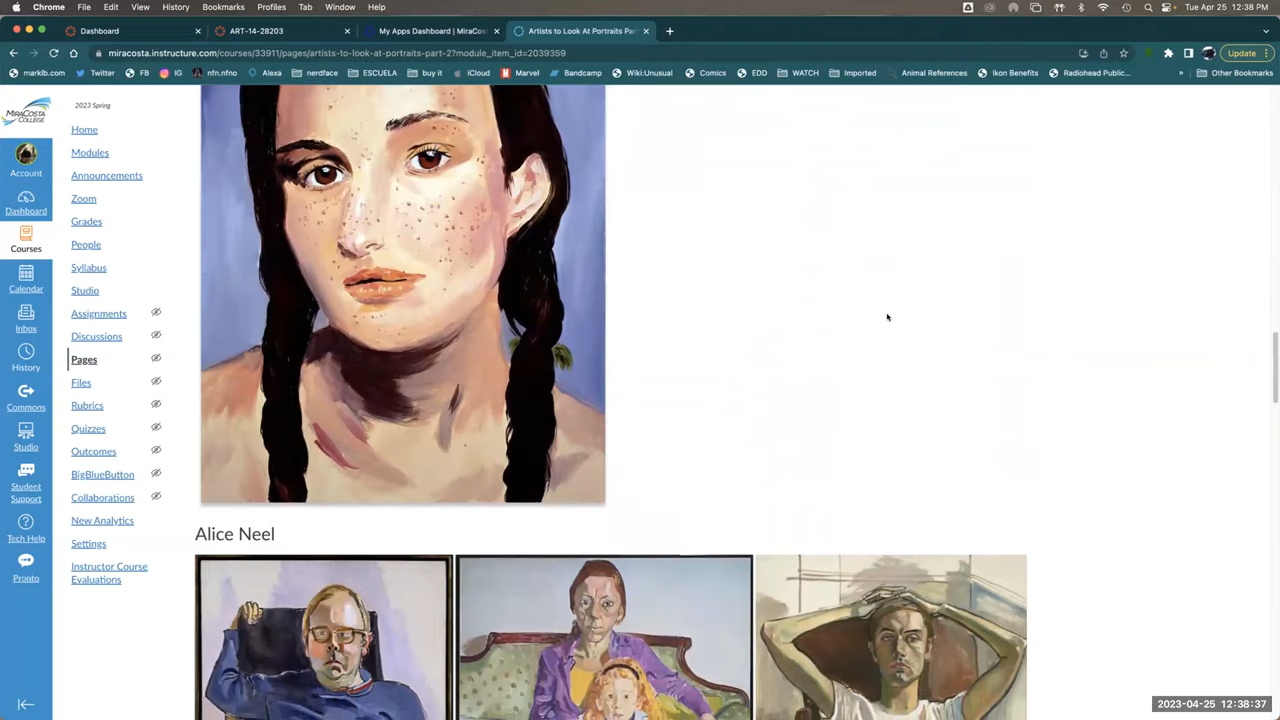 Chrome File Edit View History Bookmarks Profiles Tab Window Help
Tue Apr 25 12:38 PM
Dashboard
ART-14-28203
My Apps Dashboard | MiraCos
Artists to Look At Portraits Par
miracosta.instructure.com/courses/33911/pages/artists-to-look-at-portraits-part-2?module_item_id=2039359
Update
marklb.com Twitter FB IG nfn.nfno Alexa nerdface ESCUELA buy it iCloud Marvel Bandcamp Wiki:Unusual Comics EDD WATCH Imported Animal References Ikon Benefits Radiohead Public... » Other Bookmarks
MIRACOSTA
COLLEGE
Account
Dashboard
Courses
Calendar
Inbox
History
Commons
Studio
Student
Support
Tech Help
Pronto
2023 Spring
Home
Modules
Announcements
Zoom
Grades
People
Syllabus
Studio
Assignments
Discussions
Pages
Files
Rubrics
Quizzes
Outcomes
BigBlueButton
Collaborations
New Analytics
Settings
Instructor Course
Evaluations
Alice Neel
2023-04-25 12:38:37